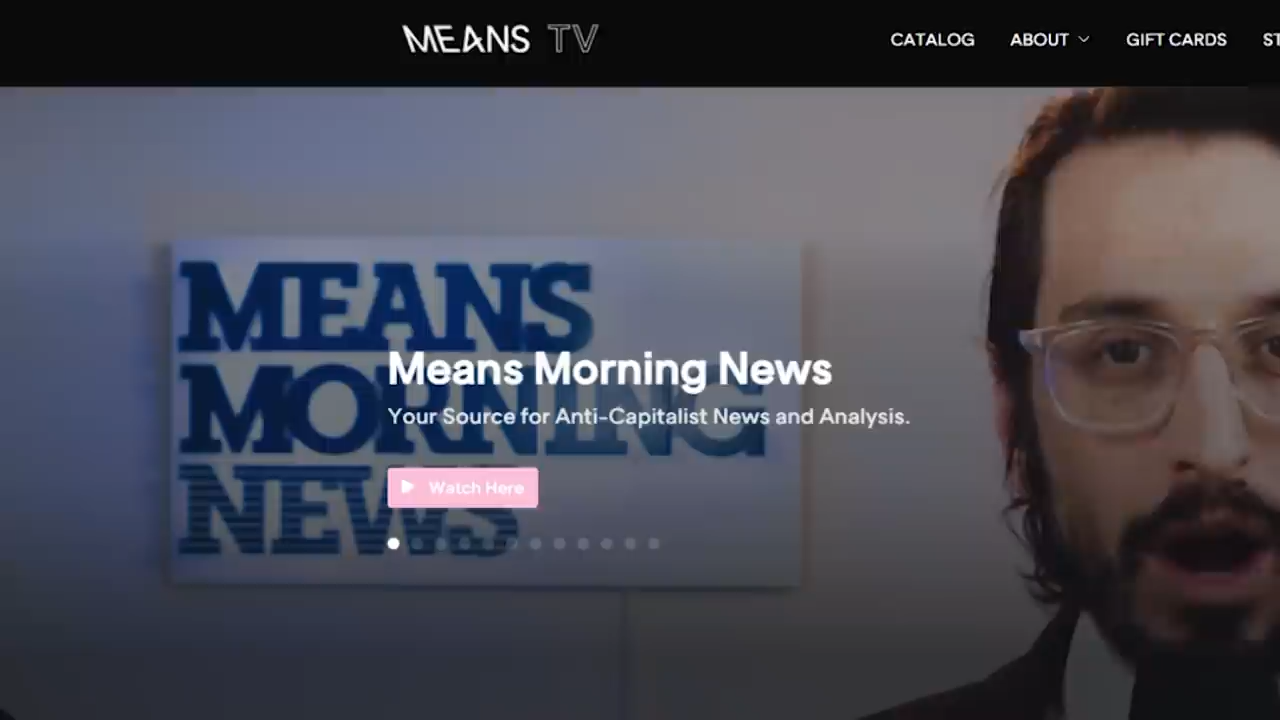 MEANS TV
CATALOG
ABOUT
GIFT CARDS
ST
MEANS
MORNING
NEWS
Means Morning News
Your Source for Anti-Capitalist News and Analysis.
Watch Here